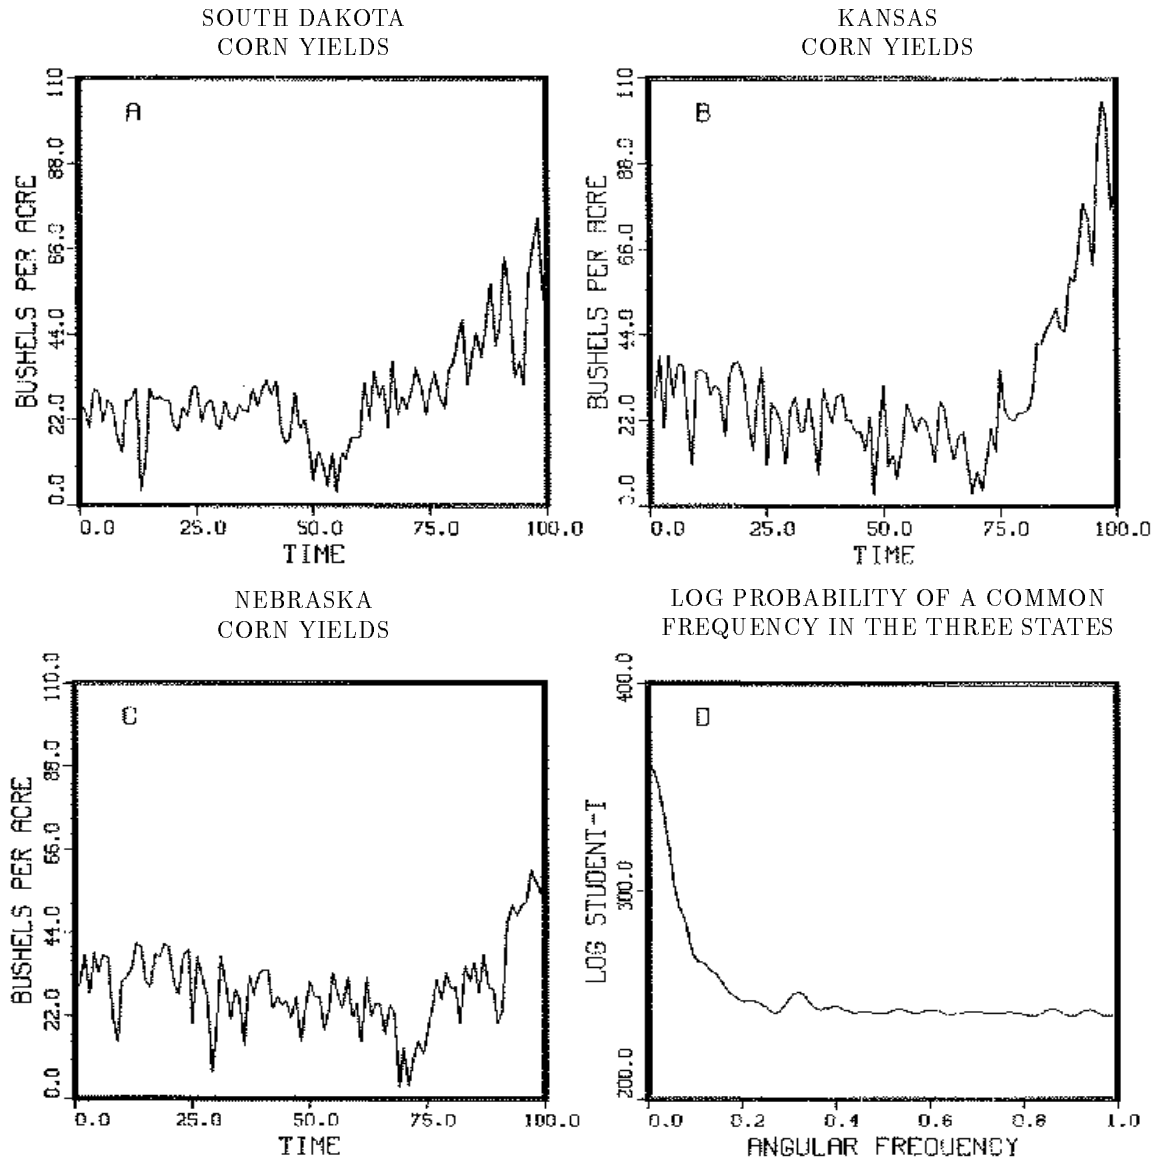 SOUTH DAKOTA
CORN YIELDS
A
BUSHELS PER ACRE
110
88.0
66.0
44.0
22.0
0.0
0.0 25.0 50.0 75.0 100.0
TIME
KANSAS
CORN YIELDS
B
BUSHELS PER ACRE
110
88.0
66.0
44.0
22.0
0.0
0.0 25.0 50.0 75.0 100.0
TIME
NEBRASKA
CORN YIELDS
C
BUSHELS PER ACRE
110.0
88.0
66.0
44.0
22.0
0.0
0.0 25.0 50.0 75.0 100.0
TIME
LOG PROBABILITY OF A COMMON
FREQUENCY IN THE THREE STATES
D
LOG STUDENT-T
400.0
300.0
200.0
0.0 0.2 0.4 0.6 0.8 1.0
ANGULAR FREQUENCY